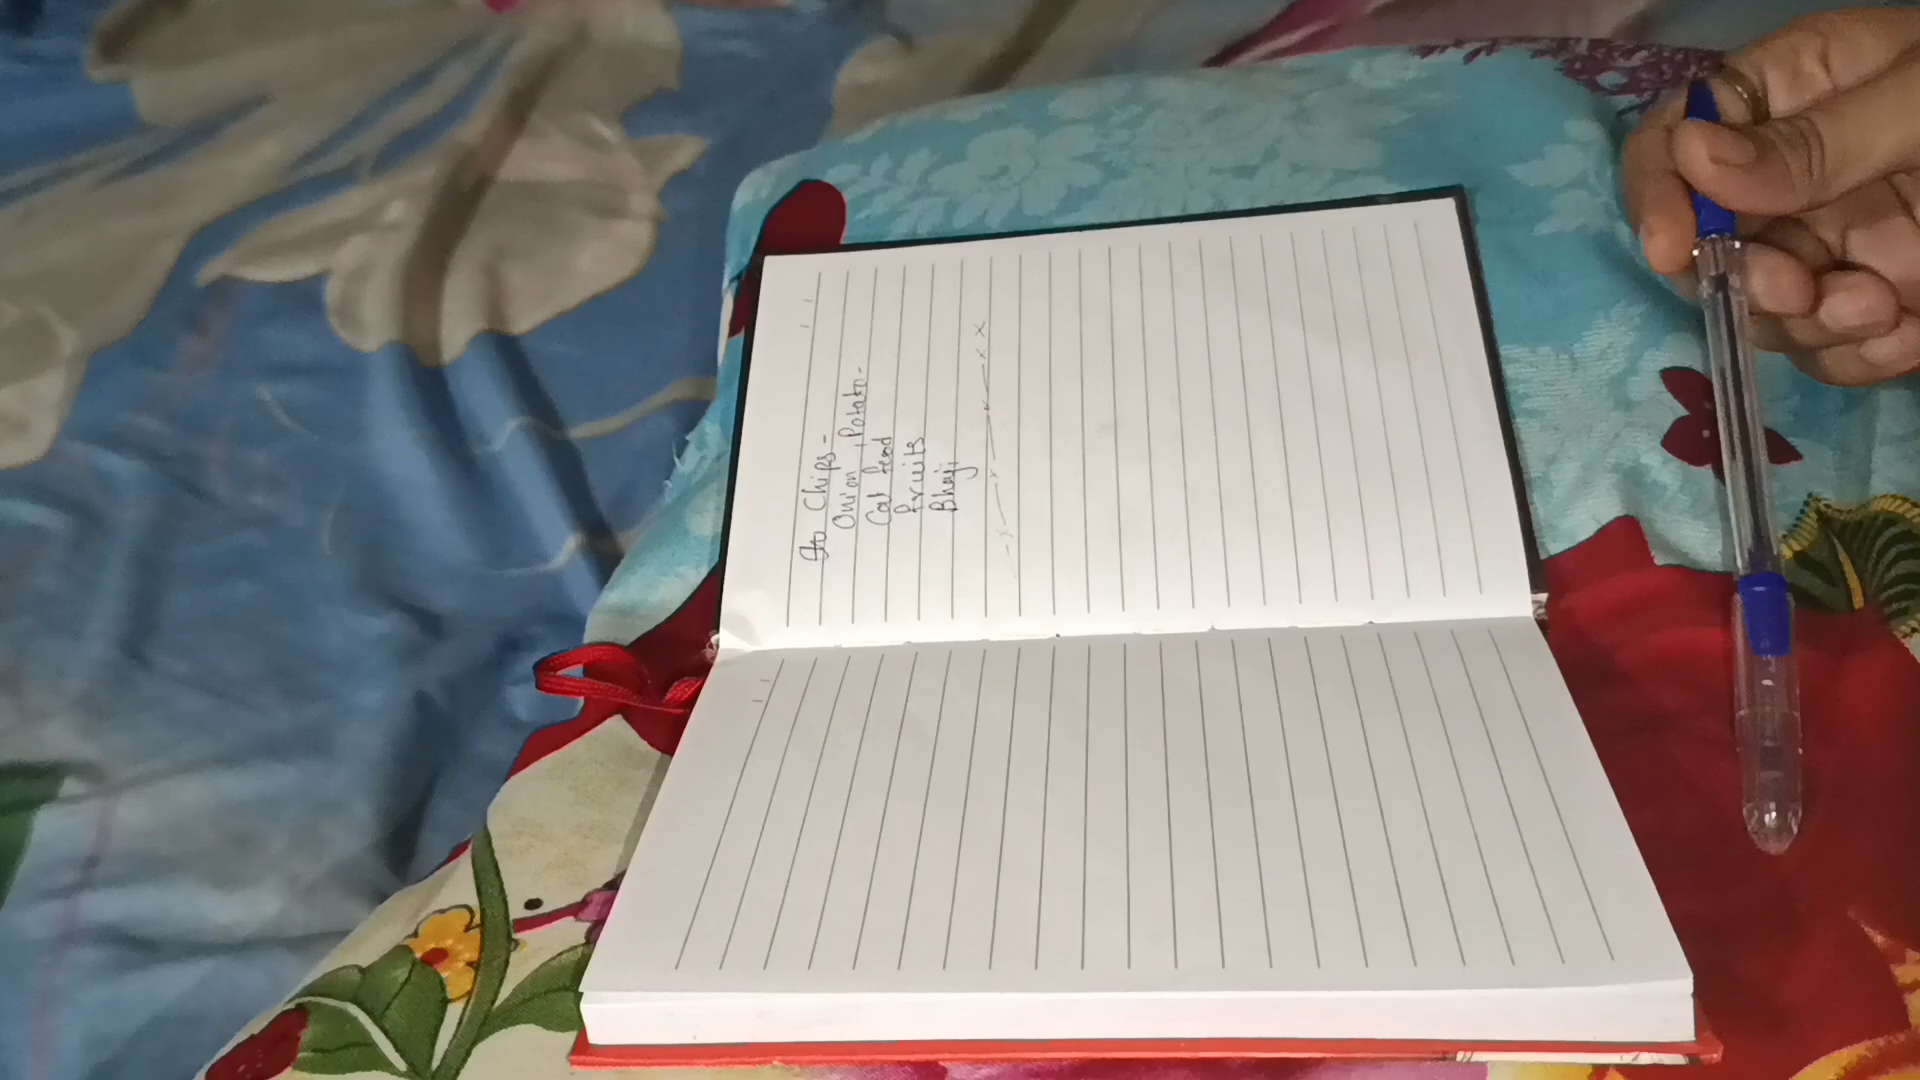 Chips-
Onion, Potato-
Cat food
fruits
Bhaji
x x x x x